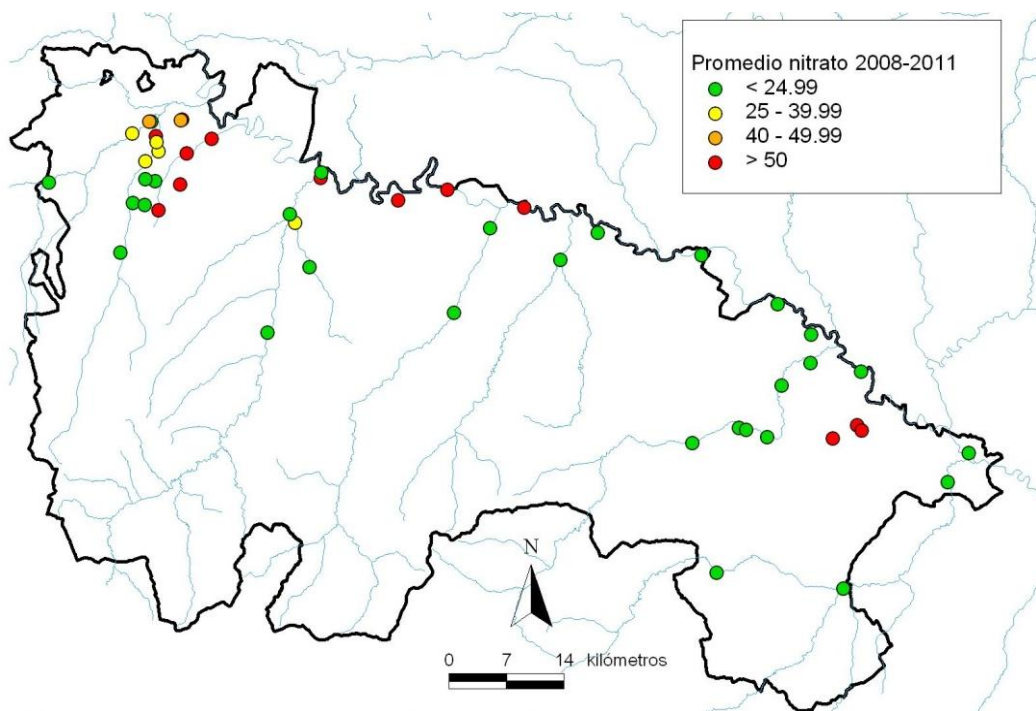 Promedio nitrato 2008-2011
< 24.99
25 - 39.99
40 - 49.99
> 50
N
0 7 14 kilómetros